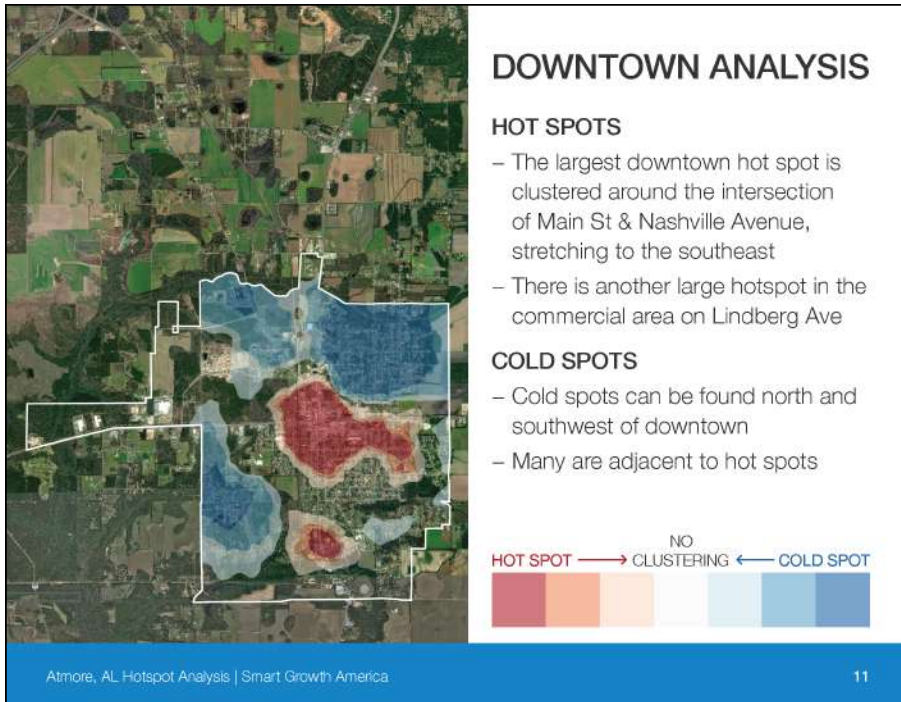 DOWNTOWN ANALYSIS
HOT SPOTS
– The largest downtown hot spot is
clustered around the intersection
of Main St & Nashville Avenue,
stretching to the southeast
– There is another large hotspot in the
commercial area on Lindberg Ave
COLD SPOTS
– Cold spots can be found north and
southwest of downtown
– Many are adjacent to hot spots
NO
HOT SPOT → CLUSTERING ← COLD SPOT
Atmore, AL Hotspot Analysis | Smart Growth America 11